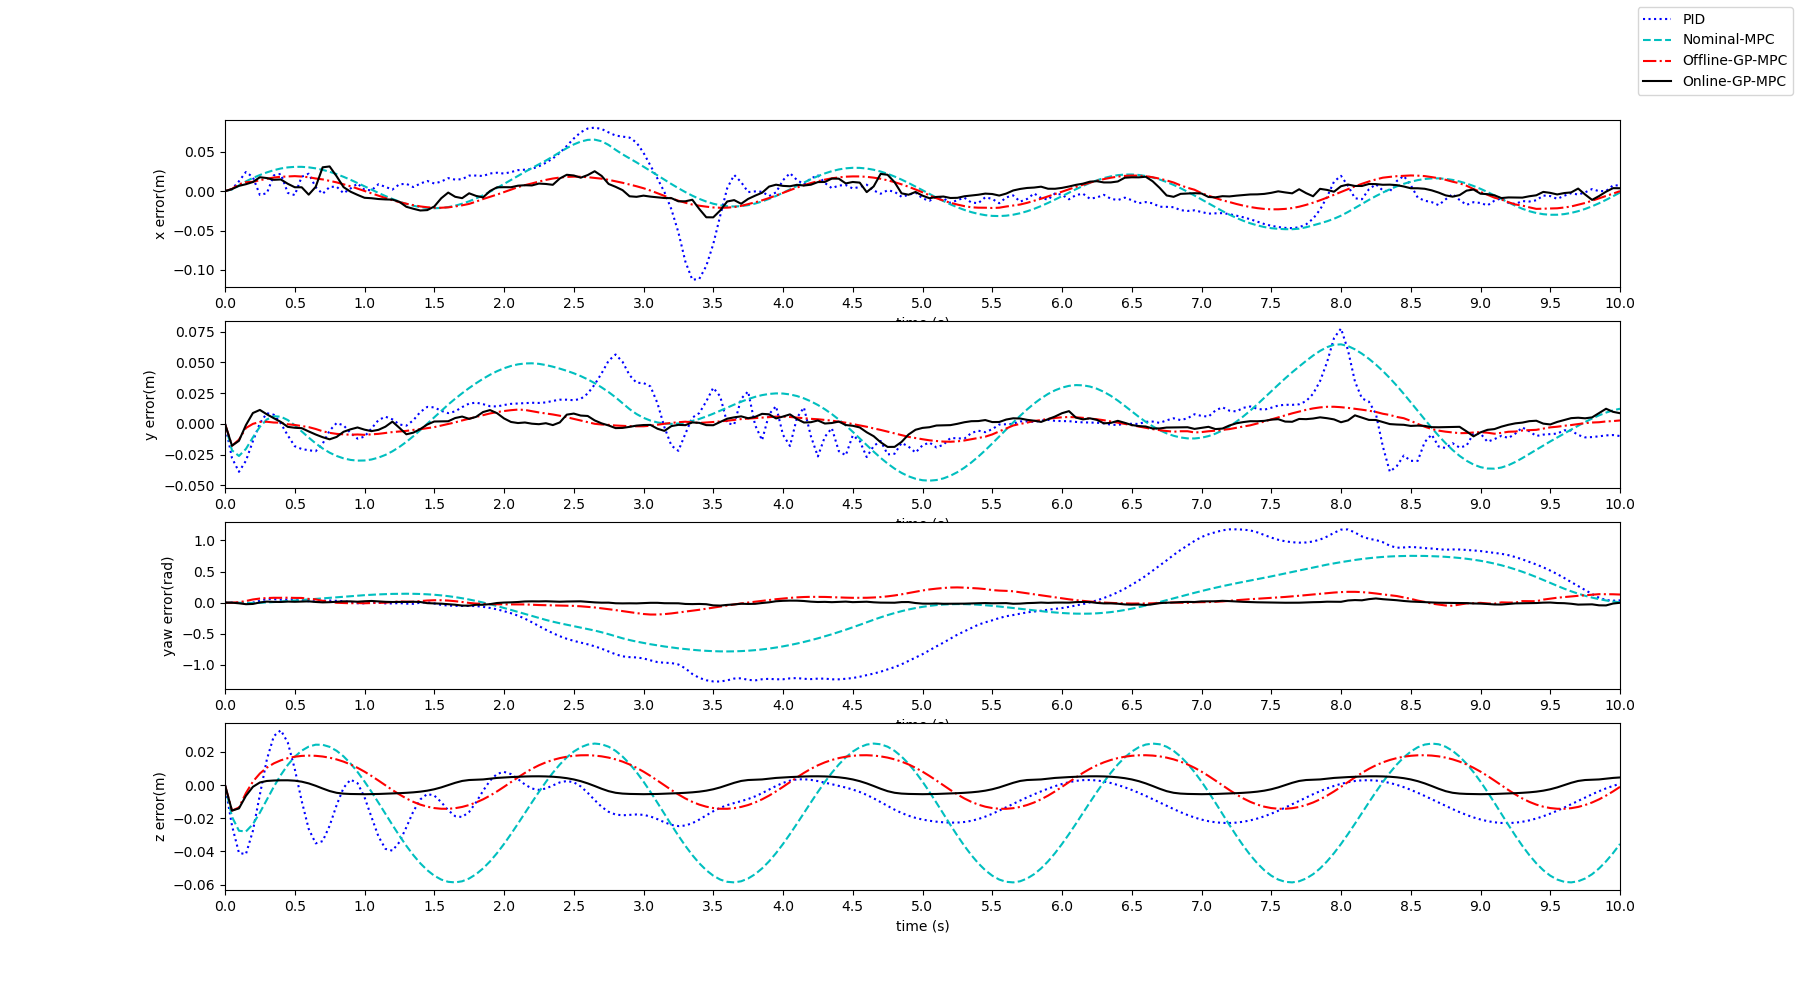 PID
Nominal-MPC
Offline-GP-MPC
Online-GP-MPC
0.05
0.00
−0.05
−0.10
x error(m)
0.0 0.5 1.0 1.5 2.0 2.5 3.0 3.5 4.0 4.5 5.0 5.5 6.0 6.5 7.0 7.5 8.0 8.5 9.0 9.5 10.0
time (s)
0.075
0.050
0.025
0.000
−0.025
−0.050
y error(m)
0.0 0.5 1.0 1.5 2.0 2.5 3.0 3.5 4.0 4.5 5.0 5.5 6.0 6.5 7.0 7.5 8.0 8.5 9.0 9.5 10.0
time (s)
1.0
0.5
0.0
−0.5
−1.0
yaw error(rad)
0.0 0.5 1.0 1.5 2.0 2.5 3.0 3.5 4.0 4.5 5.0 5.5 6.0 6.5 7.0 7.5 8.0 8.5 9.0 9.5 10.0
time (s)
0.02
0.00
−0.02
−0.04
−0.06
z error(m)
0.0 0.5 1.0 1.5 2.0 2.5 3.0 3.5 4.0 4.5 5.0 5.5 6.0 6.5 7.0 7.5 8.0 8.5 9.0 9.5 10.0
time (s)